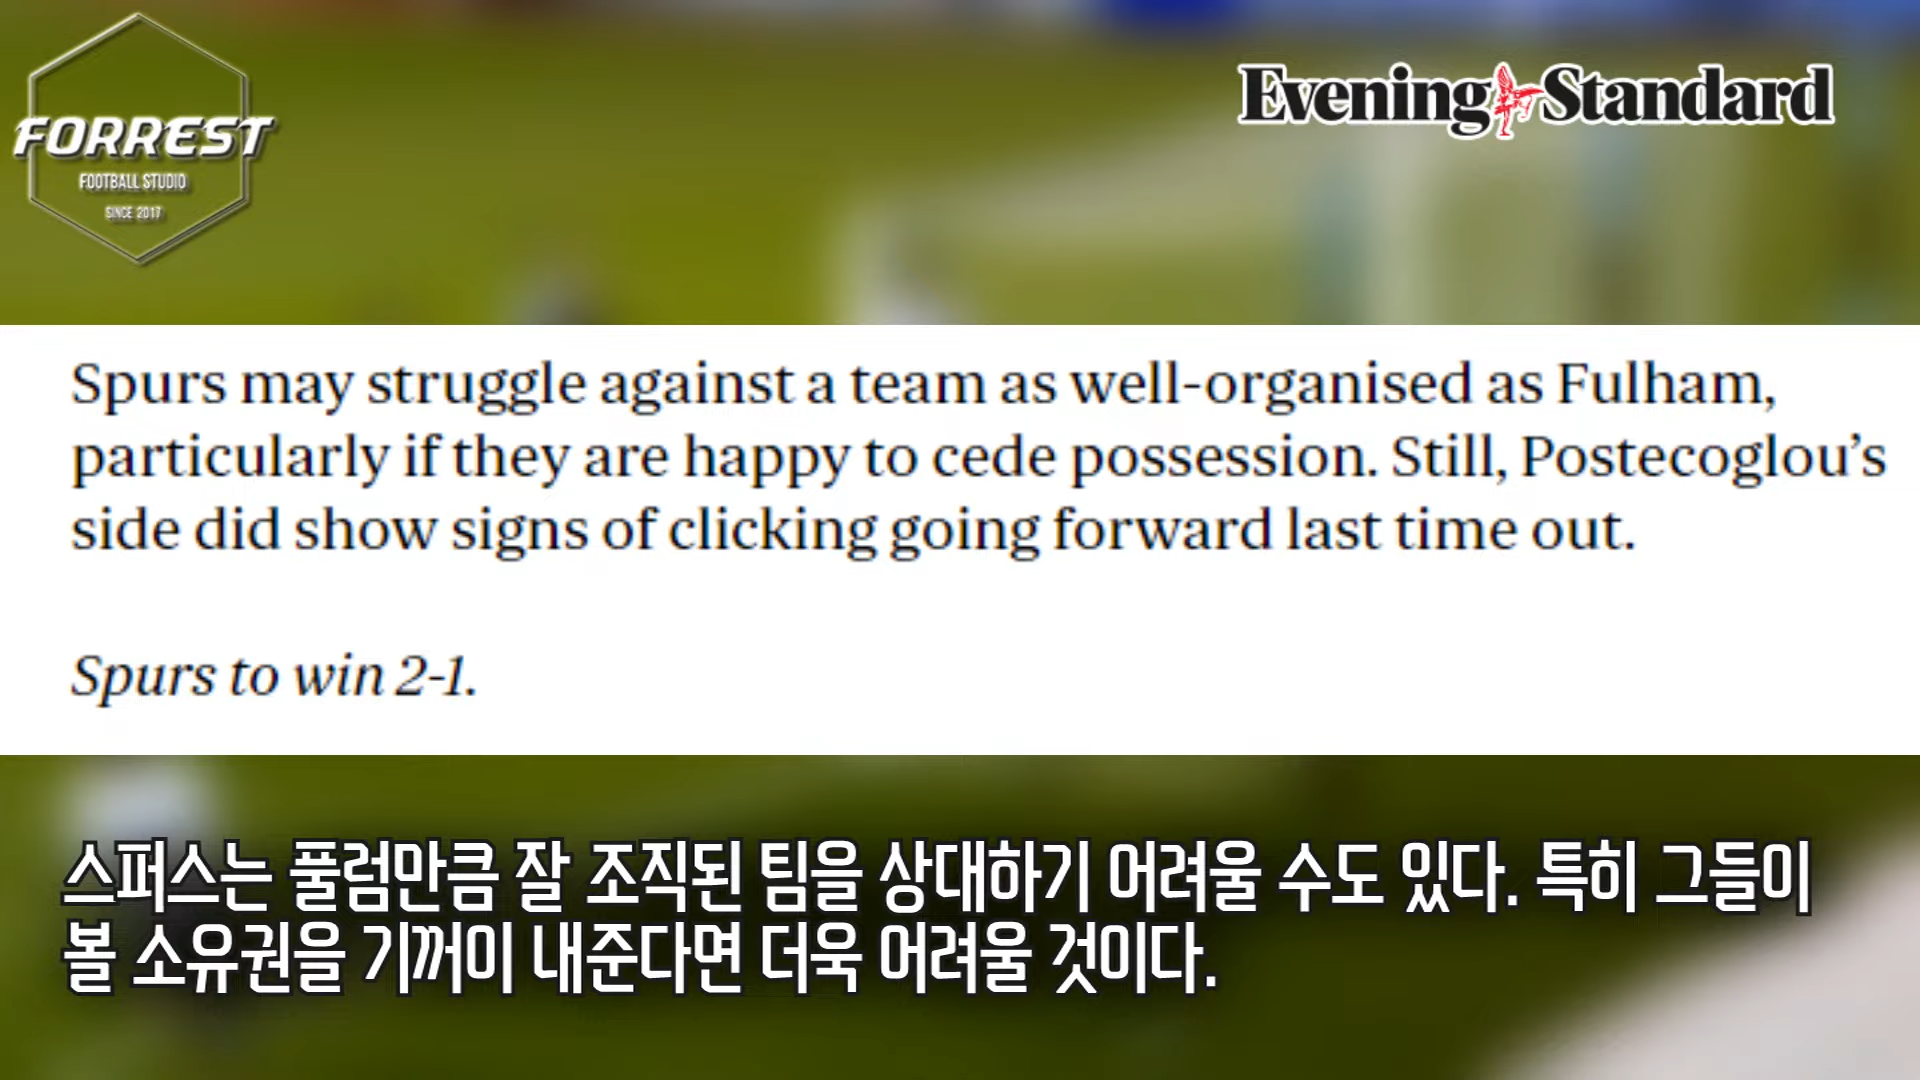 FORREST
FOOTBALL STUDIO
SINCE 2017
Evening Standard
Spurs may struggle against a team as well-organised as Fulham,
particularly if they are happy to cede possession. Still, Postecoglou’s
side did show signs of clicking going forward last time out.
Spurs to win 2-1.
스퍼스는 풀럼만큼 잘 조직된 팀을 상대하기 어려울 수도 있다. 특히 그들이
볼 소유권을 기꺼이 내준다면 더욱 어려울 것이다.